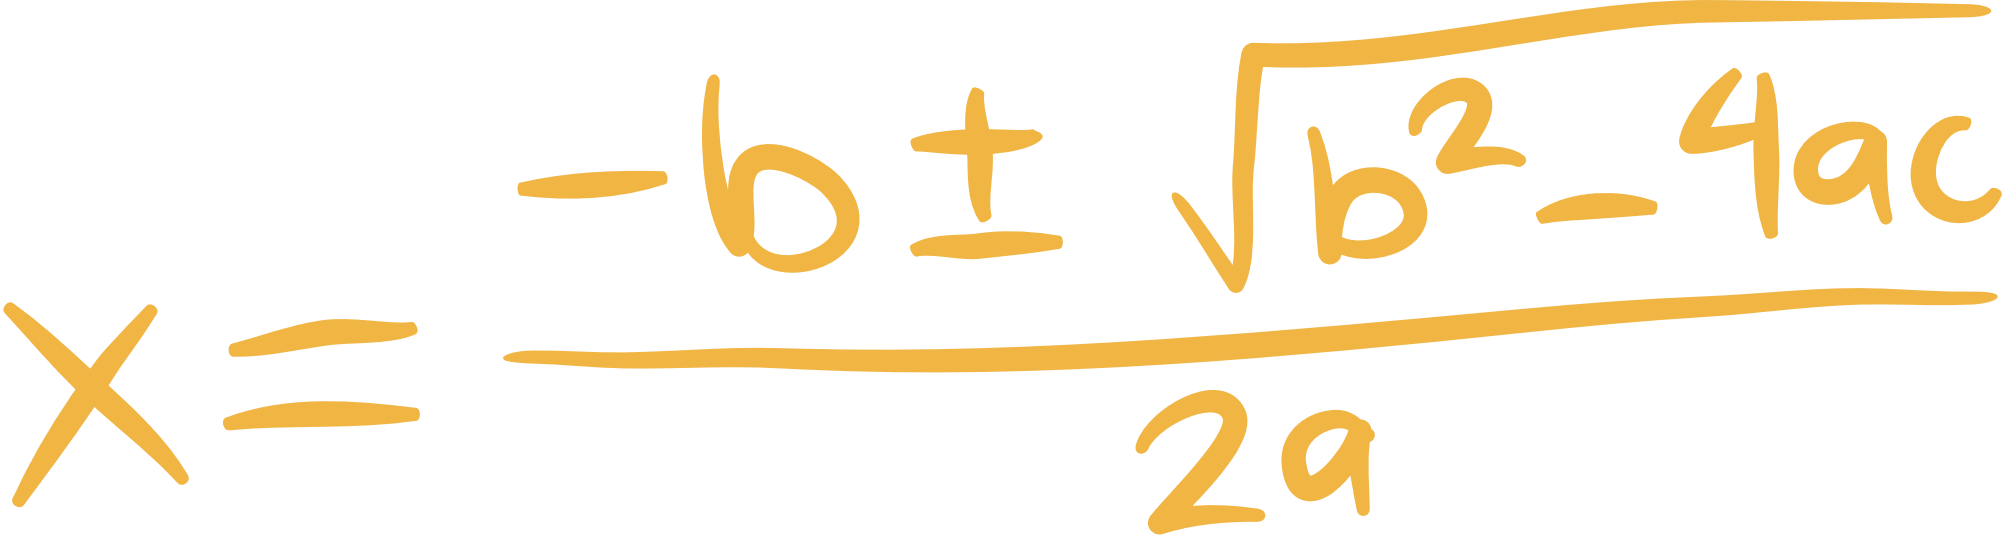 x = (-b ± √(b² - 4ac)) / 2a